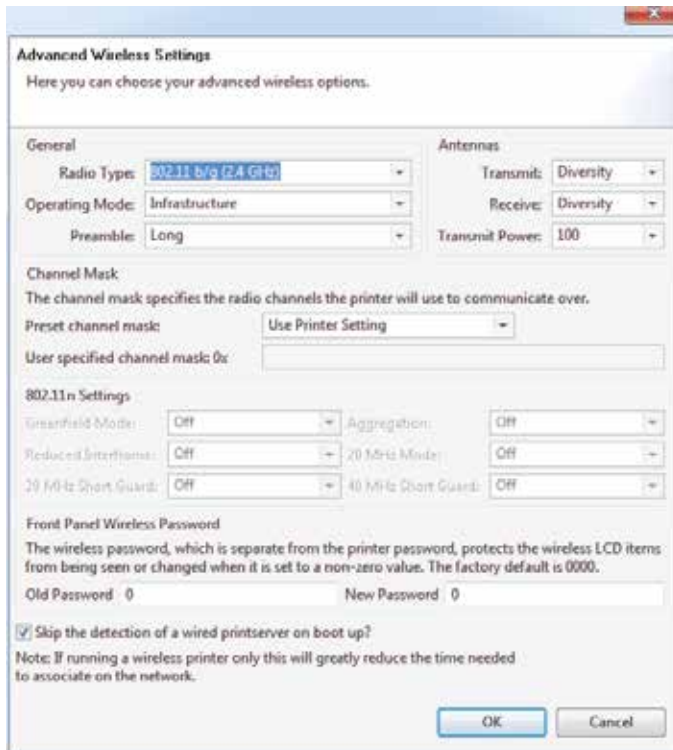 Advanced Wireless Settings
Here you can choose your advanced wireless options.
General
Radio Type: 802.11 b/g (2.4 GHz)
Operating Mode: Infrastructure
Preamble: Long
Antennas
Transmit: Diversity
Receive: Diversity
Transmit Power: 100
Channel Mask
The channel mask specifies the radio channels the printer will use to communicate over.
Preset channel mask: Use Printer Setting
User specified channel mask: 0x
802.11n Settings
Greenfield Mode: Off Aggregation: Off
Reduced Interframe: Off 20 MHz Mode: Off
20 MHz Short Guard: Off 40 MHz Short Guard: Off
Front Panel Wireless Password
The wireless password, which is separate from the printer password, protects the wireless LCD items
from being seen or changed when it is set to a non-zero value. The factory default is 0000.
Old Password 0 New Password 0
Skip the detection of a wired printserver on boot up?
Note: If running a wireless printer only this will greatly reduce the time needed
to associate on the network.
OK Cancel